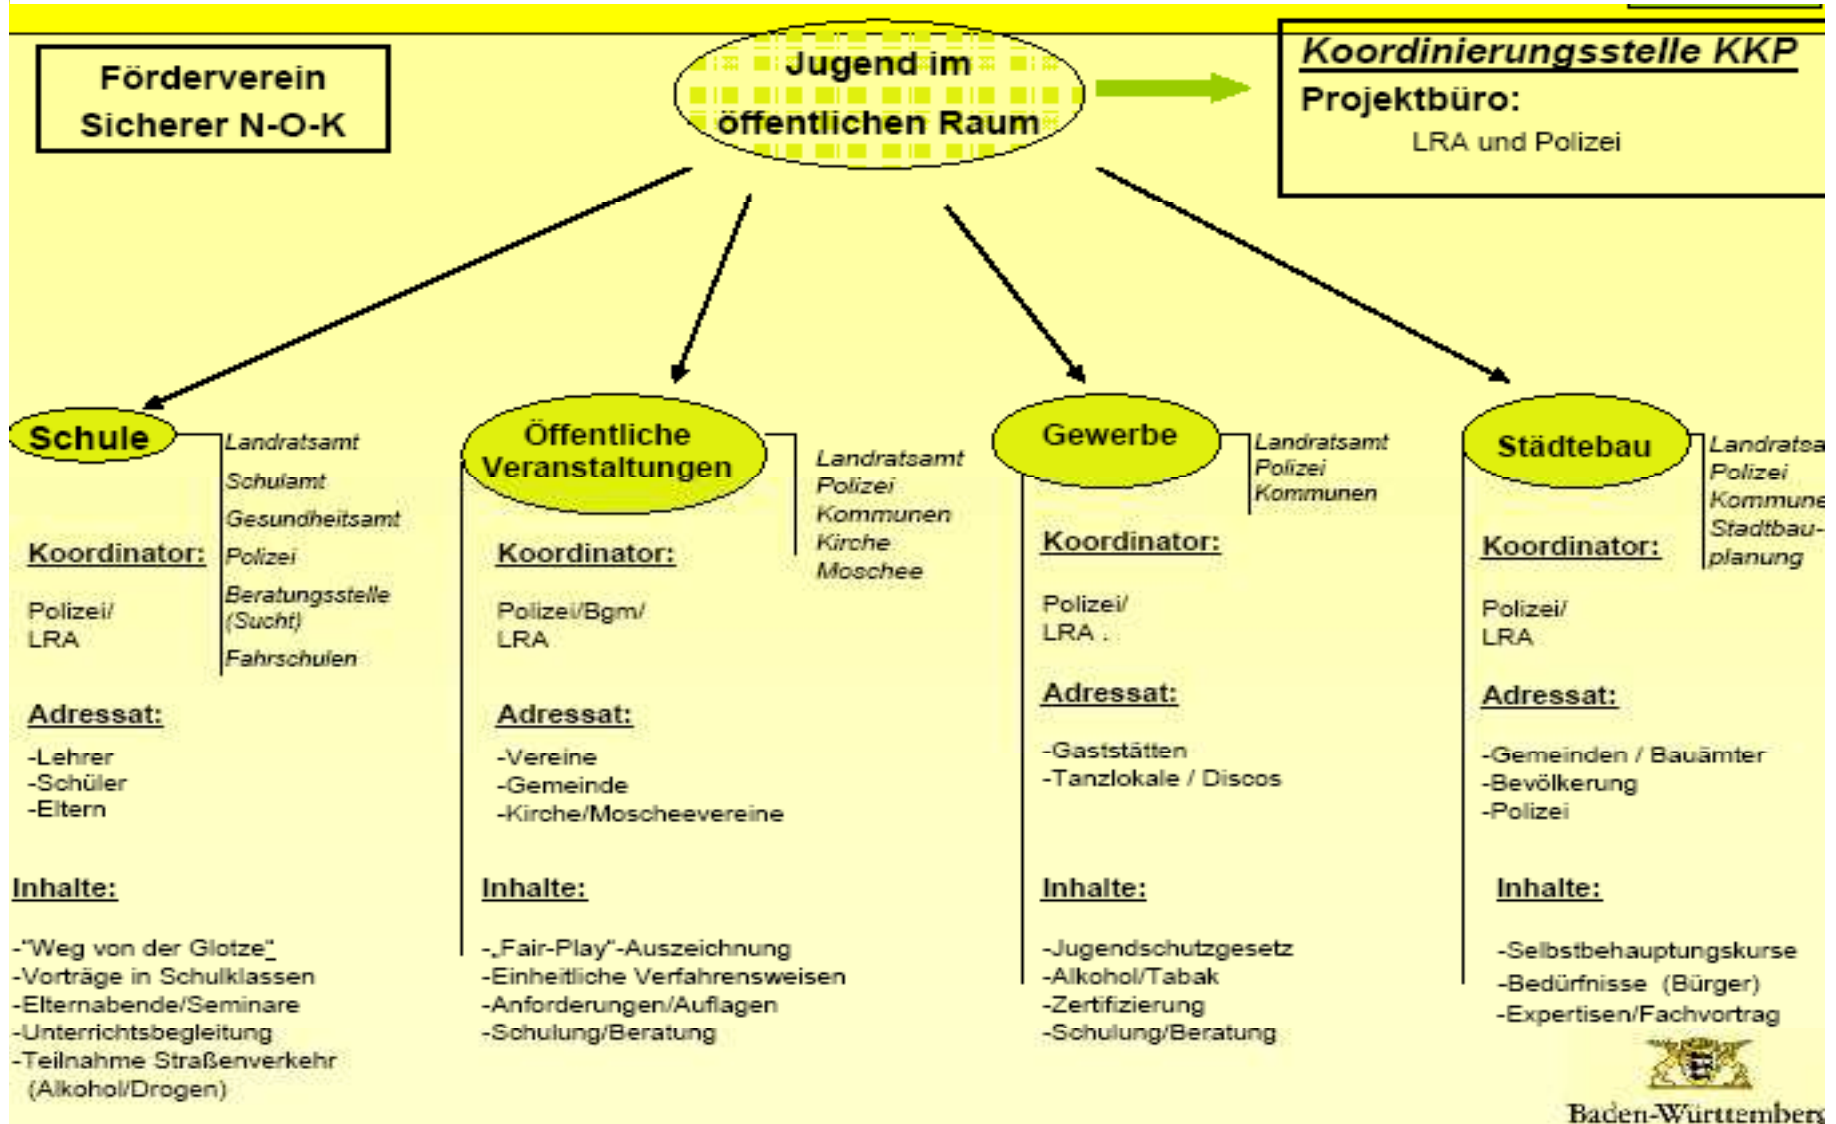 Förderverein
Sicherer N-O-K
Jugend im
öffentlichen Raum
Koordinierungsstelle KKP
Projektbüro:
LRA und Polizei
Schule
Landratsamt
Schulamt
Gesundheitsamt
Polizei
Beratungsstelle
(Sucht)
Fahrschulen
Koordinator:
Polizei/
LRA
Adressat:
-Lehrer
-Schüler
-Eltern
Inhalte:
-"Weg von der Glotze"
-Vorträge in Schulklassen
-Elternabende/Seminare
-Unterrichtsbegleitung
-Teilnahme Straßenverkehr
(Alkohol/Drogen)
Öffentliche
Veranstaltungen
Landratsamt
Polizei
Kommunen
Kirche
Moschee
Koordinator:
Polizei/Bgm/
LRA
Adressat:
-Vereine
-Gemeinde
-Kirche/Moscheevereine
Inhalte:
-„Fair-Play"-Auszeichnung
-Einheitliche Verfahrensweisen
-Anforderungen/Auflagen
-Schulung/Beratung
Gewerbe
Landratsamt
Polizei
Kommunen
Koordinator:
Polizei/
LRA .
Adressat:
-Gaststätten
-Tanzlokale / Discos
Inhalte:
-Jugendschutzgesetz
-Alkohol/Tabak
-Zertifizierung
-Schulung/Beratung
Städtebau
Landratsa
Polizei
Kommune
Stadtbau-
planung
Koordinator:
Polizei/
LRA
Adressat:
-Gemeinden / Bauämter
-Bevölkerung
-Polizei
Inhalte:
-Selbstbehauptungskurse
-Bedürfnisse (Bürger)
-Expertisen/Fachvortrag
Baden-Württemberg